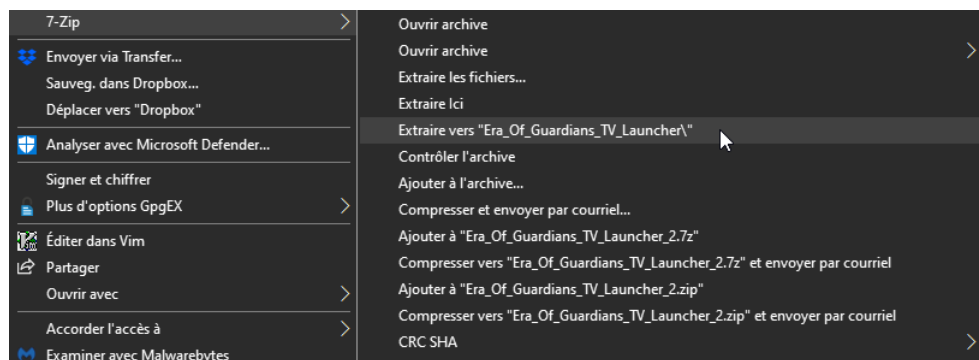 7-Zip
Envoyer via Transfer...
Sauveg. dans Dropbox...
Déplacer vers "Dropbox"
Analyser avec Microsoft Defender...
Signer et chiffrer
Plus d'options GpgEX
Éditer dans Vim
Partager
Ouvrir avec
Accorder l'accès à
Examiner avec Malwarebytes
Ouvrir archive
Ouvrir archive
Extraire les fichiers...
Extraire Ici
Extraire vers "Era_Of_Guardians_TV_Launcher\"
Contrôler l'archive
Ajouter à l'archive...
Compresser et envoyer par courriel...
Ajouter à "Era_Of_Guardians_TV_Launcher_2.7z"
Compresser vers "Era_Of_Guardians_TV_Launcher_2.7z" et envoyer par courriel
Ajouter à "Era_Of_Guardians_TV_Launcher_2.zip"
Compresser vers "Era_Of_Guardians_TV_Launcher_2.zip" et envoyer par courriel
CRC SHA